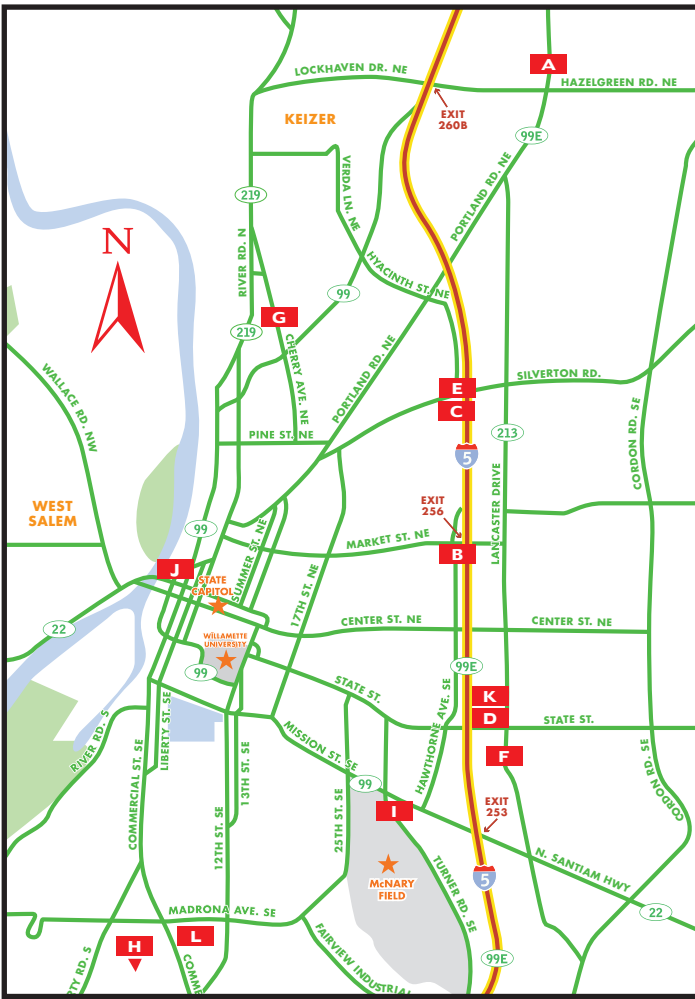 LOCKHAVEN DR. NE
A
HAZELGREEN RD. NE
KEIZER
EXIT
260B
99E
VERDA LN. NE
PORTLAND RD. NE
219
N
RIVER RD. N
HYACINTH ST. NE
99
G
219
CHERRY AVE. NE
PORTLAND RD. NE
WALLACE RD. NW
E
SILVERTON RD.
C
CORDON RD. SE
PINE ST. NE
213
5
LANCASTER DRIVE
WEST
SALEM
EXIT
256
99
SUMMER ST. NE
MARKET ST. NE
B
J
STATE
CAPITOL
17TH ST. NE
22
CENTER ST. NE
CENTER ST. NE
WILLAMETTE
UNIVERSITY
99
99E
STATE ST.
K
D
STATE ST.
HAWTHORNE AVE. SE
RIVER RD. S
LIBERTY ST. SE
MISSION ST. SE
F
COMMERCIAL ST. SE
13TH ST. SE
CORDON RD. SE
99
I
EXIT
253
12TH ST. SE
25TH ST. SE
N. SANTIAM HWY
McNARY
FIELD
TURNER RD. SE
5
22
MADRONA AVE. SE
H
L
99E
RTY RD. S
COMME
FAIRVIEW INDUSTRIAL